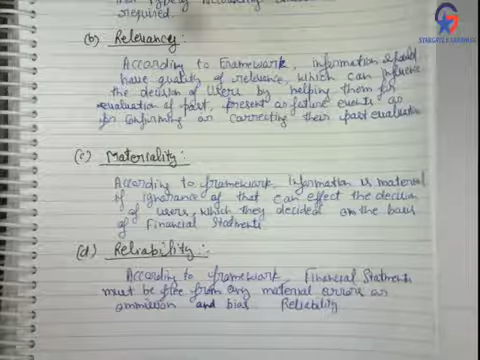 required.
(b) Relevancy :-
According to Framework, information should
have quality of relevence, which can influence
the decision of users by helping them for
evaluation of past, present or future events or
for confirming or correcting their past evaluation
(c) Materiality :-
According to framework Information is material
if ignorance of that can effect the decision
of users, which they decided on the basis
of Financial Statments
(d) Reliability :-
According to framework, Financial Statments
must be free from any material errors or
ommission and bias. Reliability